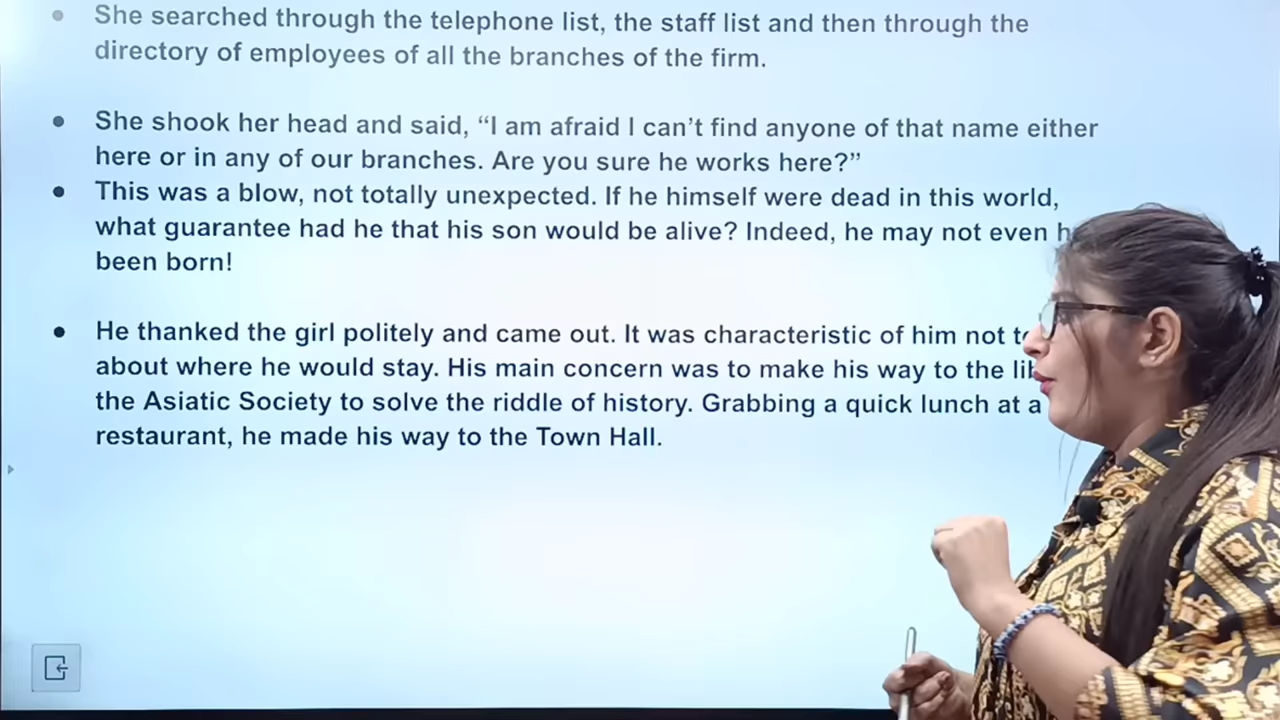 She searched through the telephone list, the staff list and then through the
directory of employees of all the branches of the firm.
She shook her head and said, “I am afraid I can’t find anyone of that name either
here or in any of our branches. Are you sure he works here?”
This was a blow, not totally unexpected. If he himself were dead in this world,
what guarantee had he that his son would be alive? Indeed, he may not even
been born!
He thanked the girl politely and came out. It was characteristic of him not
about where he would stay. His main concern was to make his way to the
the Asiatic Society to solve the riddle of history. Grabbing a quick lunch at a
restaurant, he made his way to the Town Hall.